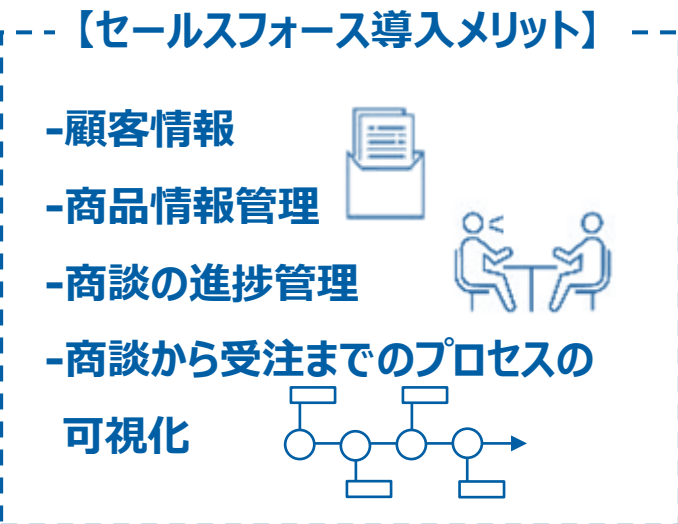 【セールスフォース導入メリット】
-顧客情報
-商品情報管理
-商談の進捗管理
-商談から受注までのプロセスの
可視化